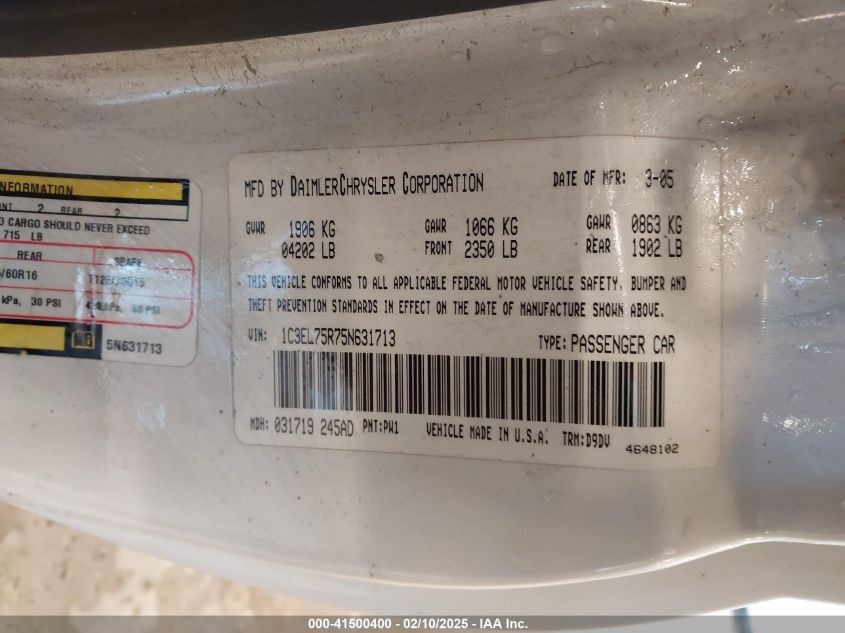 NFORMATION
NT 2 REAR 2
D CARGO SHOULD NEVER EXCEED
715 LB
REAR SPARE
/60R16
kPa, 30 PSI kPa, 60 PSI
5N631713
MFD BY DAIMLERCHRYSLER CORPORATION DATE OF MFR: 3-05
GVWR 1906 KG GAWR 1066 KG GAWR 0863 KG
04202 LB FRONT 2350 LB REAR 1902 LB
THIS VEHICLE CONFORMS TO ALL APPLICABLE FEDERAL MOTOR VEHICLE SAFETY, BUMPER AND
THEFT PREVENTION STANDARDS IN EFFECT ON THE DATE OF MANUFACTURE SHOWN ABOVE.
VIN: 1C3EL75R75N631713 TYPE: PASSENGER CAR
MDH: 031719 245AD PNT: PW1 VEHICLE MADE IN U.S.A. TRM: D9DV 4648102
000-41500400 - 02/10/2025 - IAA Inc.